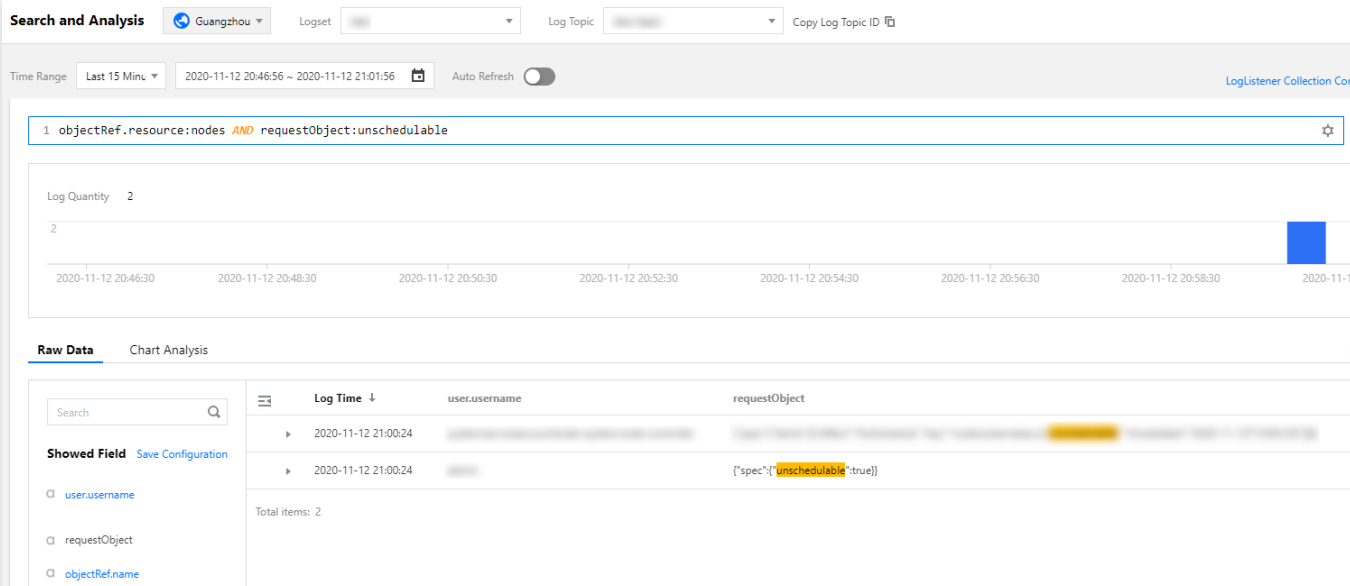 Search and Analysis Guangzhou Logset Log Topic Copy Log Topic ID
Time Range Last 15 Minu 2020-11-12 20:46:56 ~ 2020-11-12 21:01:56 Auto Refresh
LogListener Collection Cor
1 objectRef.resource:nodes AND requestObject:unschedulable
Log Quantity 2
2
2020-11-12 20:46:30 2020-11-12 20:48:30 2020-11-12 20:50:30 2020-11-12 20:52:30 2020-11-12 20:54:30 2020-11-12 20:56:30 2020-11-12 20:58:30 2020-11-1
Raw Data Chart Analysis
Search
Showed Field Save Configuration
a user.username
a requestObject
a objectRef.name
Log Time ↓ user.username requestObject
2020-11-12 21:00:24
2020-11-12 21:00:24 {"spec":{"unschedulable":true}}
Total items: 2